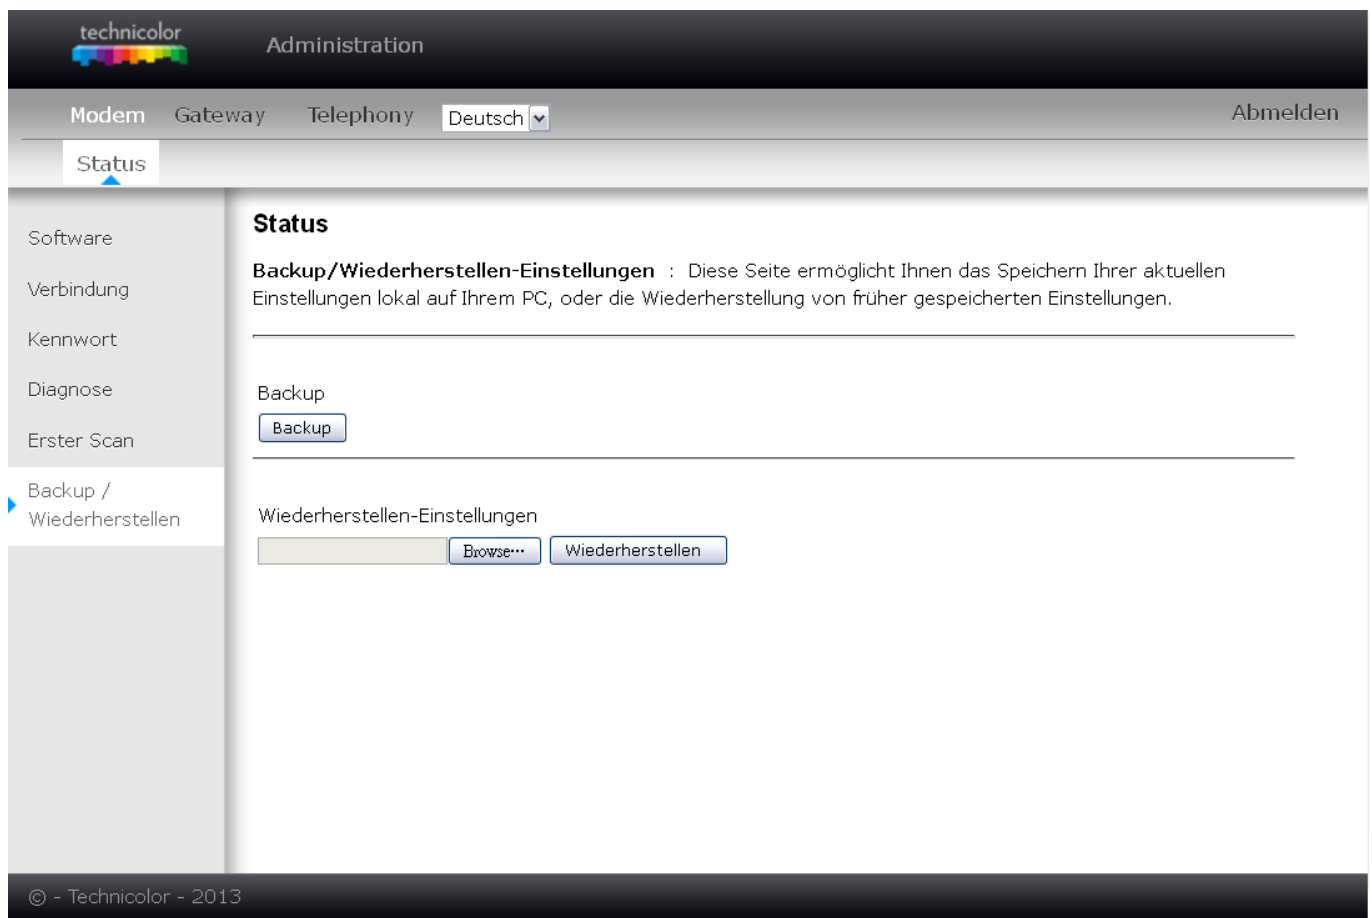 technicolor
Administration
Modem Gateway Telephony Deutsch Abmelden
Status
Software
Verbindung
Kennwort
Diagnose
Erster Scan
Backup /
Wiederherstellen
Status
Backup/Wiederherstellen-Einstellungen : Diese Seite ermöglicht Ihnen das Speichern Ihrer aktuellen
Einstellungen lokal auf Ihrem PC, oder die Wiederherstellung von früher gespeicherten Einstellungen.
Backup
Backup
Wiederherstellen-Einstellungen
Browse... Wiederherstellen
© - Technicolor - 2013